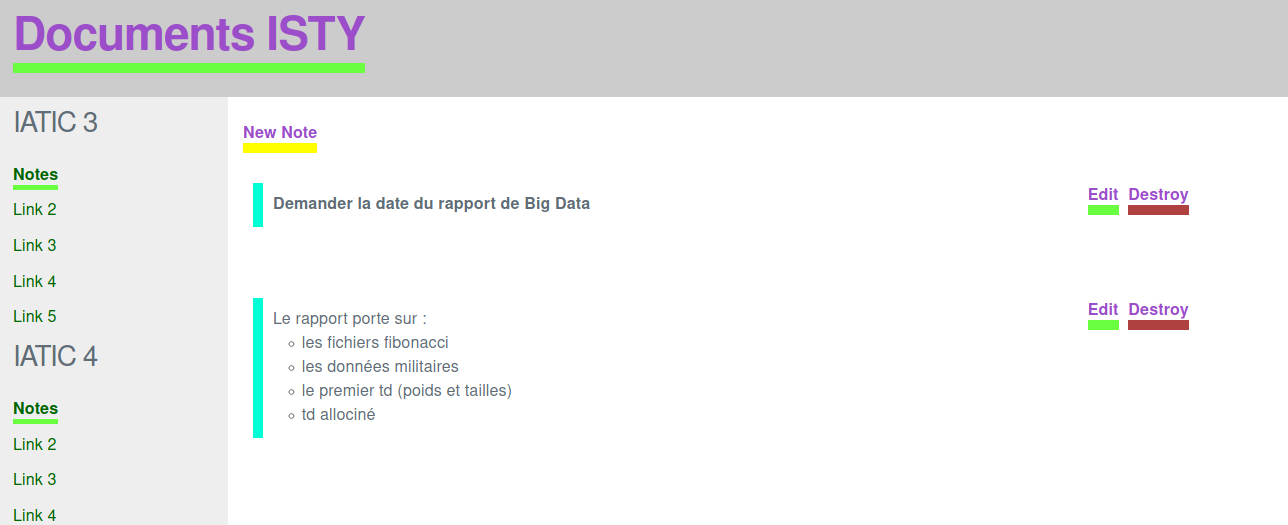 Documents ISTY
IATIC 3
Notes
Link 2
Link 3
Link 4
Link 5
IATIC 4
Notes
Link 2
Link 3
Link 4
New Note
Demander la date du rapport de Big Data
Edit Destroy
Le rapport porte sur :
les fichiers fibonacci
les données militaires
le premier td (poids et tailles)
td allociné
Edit Destroy